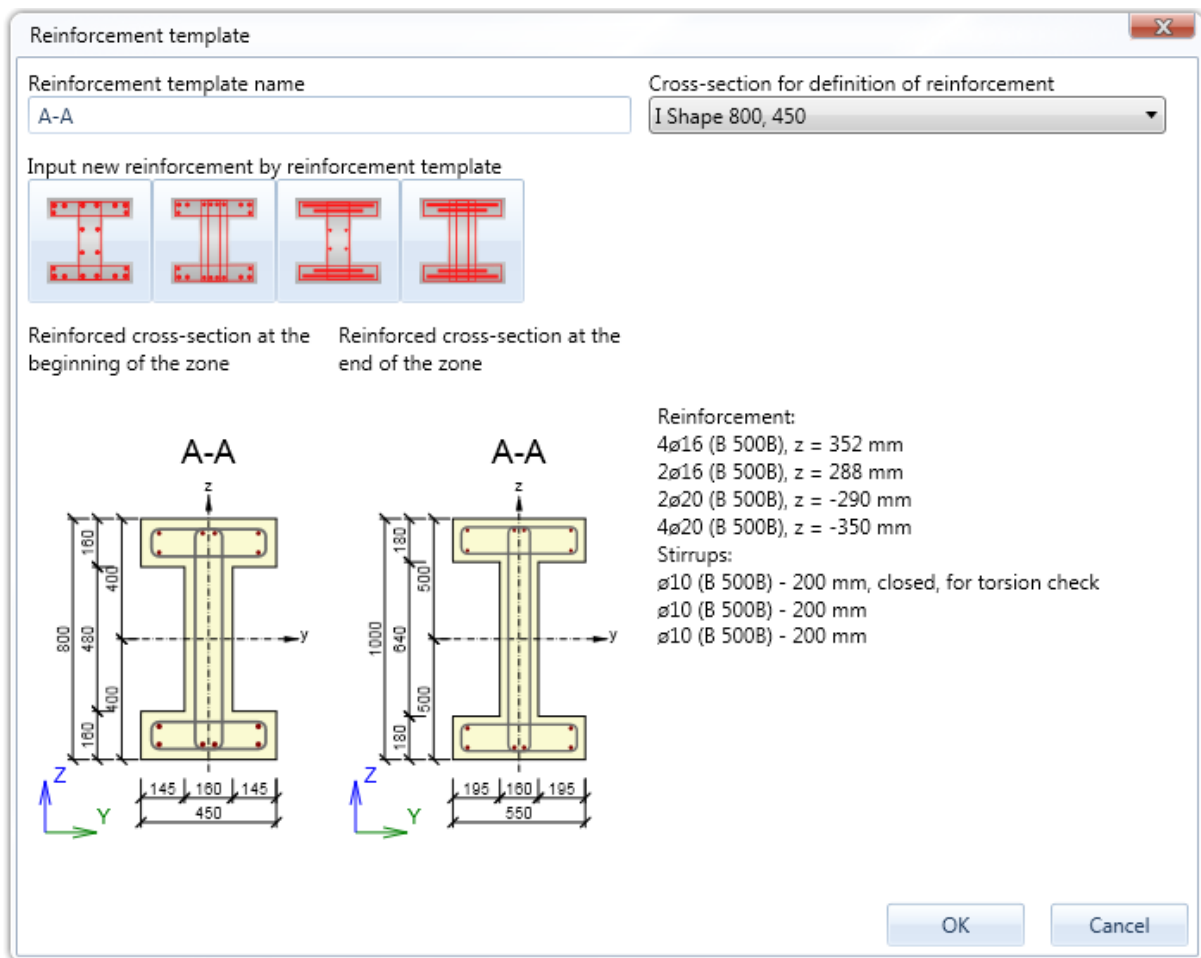 Reinforcement template
Reinforcement template name
Cross-section for definition of reinforcement
A-A
I Shape 800, 450
Input new reinforcement by reinforcement template
Reinforced cross-section at the
beginning of the zone
Reinforced cross-section at the
end of the zone
Reinforcement:
4ø16 (B 500B), z = 352 mm
2ø16 (B 500B), z = 288 mm
2ø20 (B 500B), z = -290 mm
4ø20 (B 500B), z = -350 mm
Stirrups:
ø10 (B 500B) - 200 mm, closed, for torsion check
ø10 (B 500B) - 200 mm
ø10 (B 500B) - 200 mm
A-A
z
160
400
800
480
y
400
160
Z
Y
145 160 145
450
A-A
z
180
500
1000
640
y
500
180
Z
Y
195 160 195
550
OK
Cancel